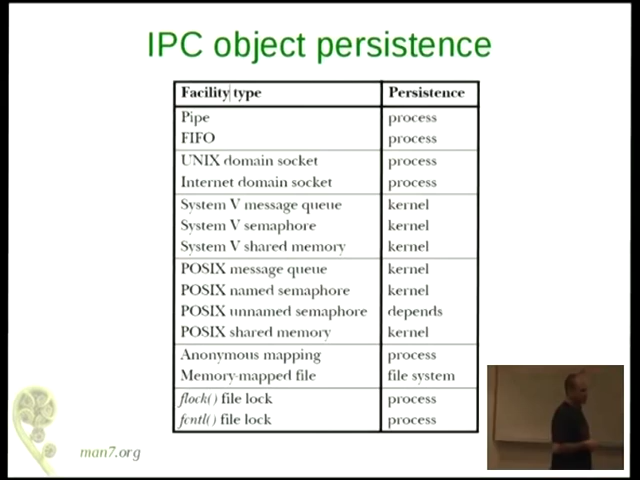 IPC object persistence
Facility type Persistence
Pipe process
FIFO process
UNIX domain socket process
Internet domain socket process
System V message queue kernel
System V semaphore kernel
System V shared memory kernel
POSIX message queue kernel
POSIX named semaphore kernel
POSIX unnamed semaphore depends
POSIX shared memory kernel
Anonymous mapping process
Memory-mapped file file system
flock() file lock process
fcntl() file lock process
man7.org